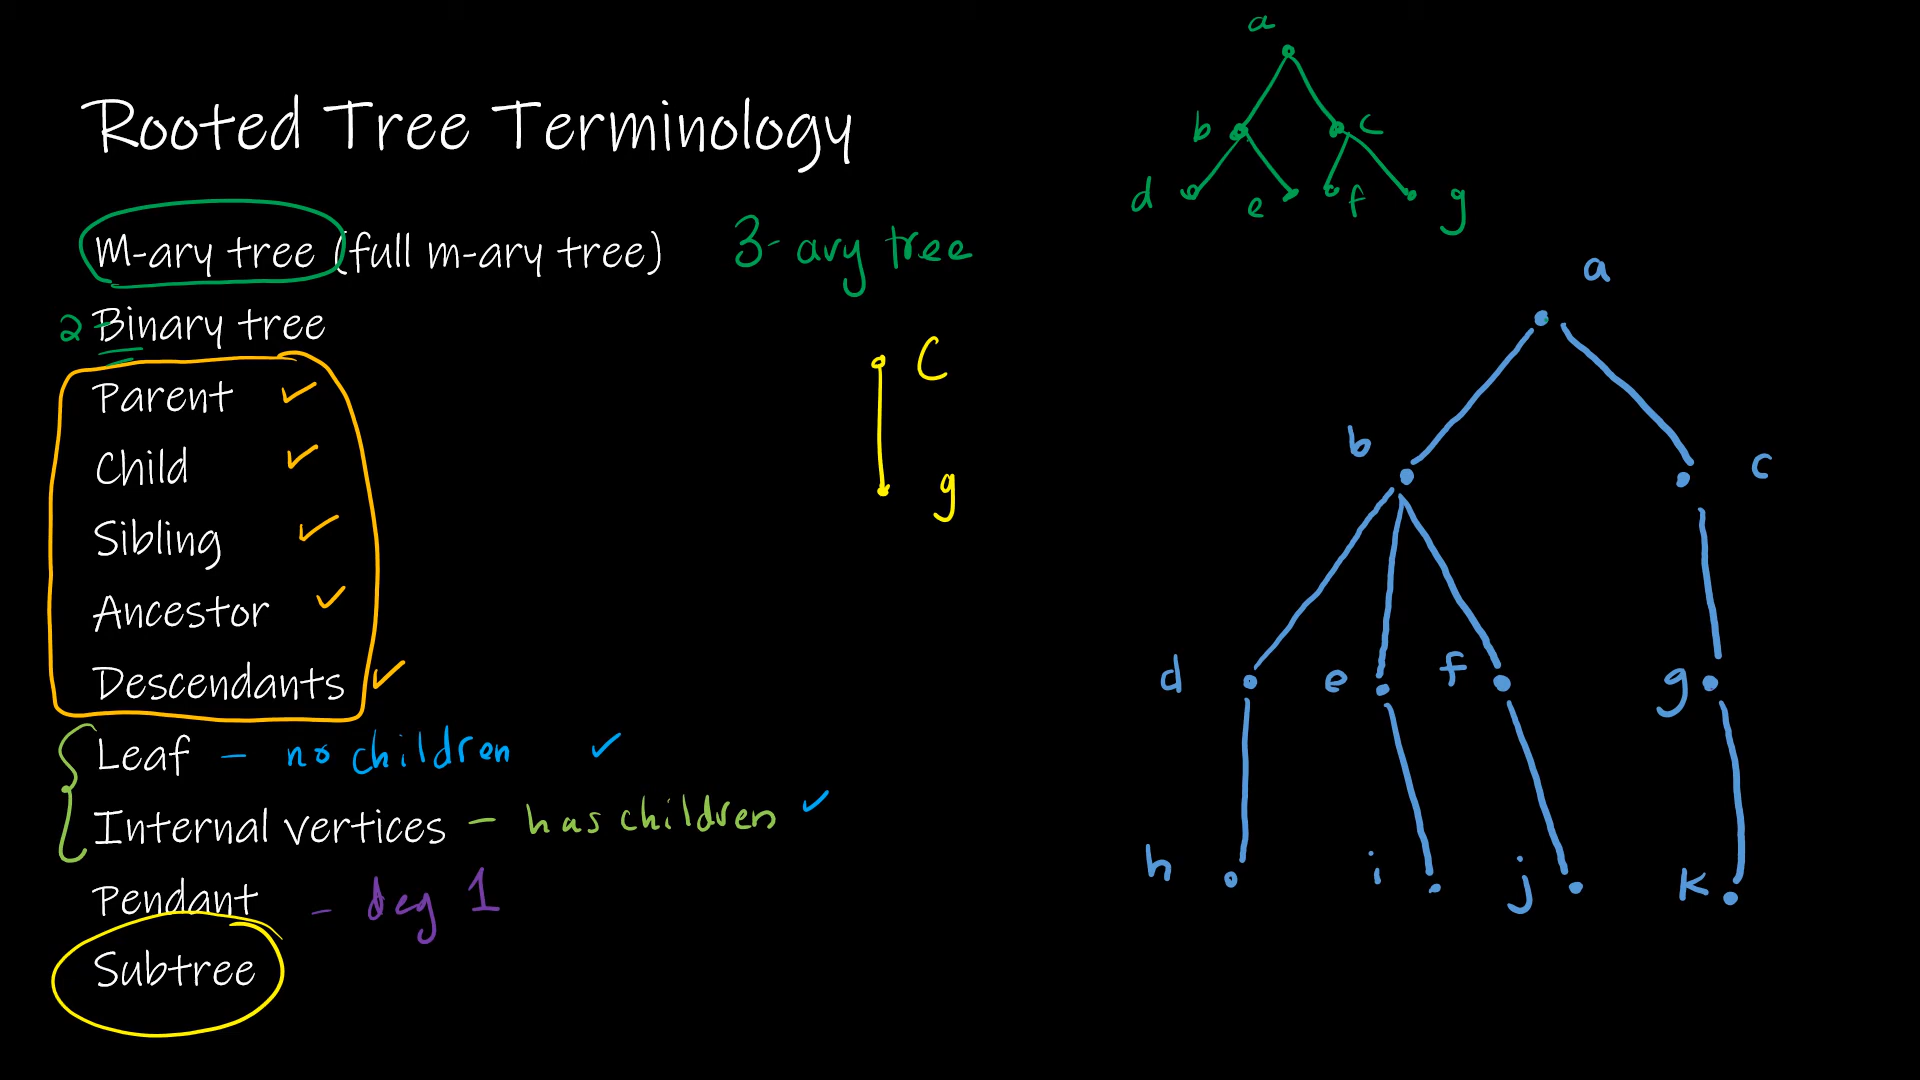 Rooted Tree Terminology
M-ary tree (full m-ary tree) 3-ary tree
2- Binary tree
Parent ✓
Child ✓
Sibling ✓
Ancestor ✓
Descendants ✓
Leaf - no children ✓
Internal vertices - has children ✓
Pendant - deg 1
Subtree
C
g
a
b c
d e f g
a
b c
d e f g
h i j k